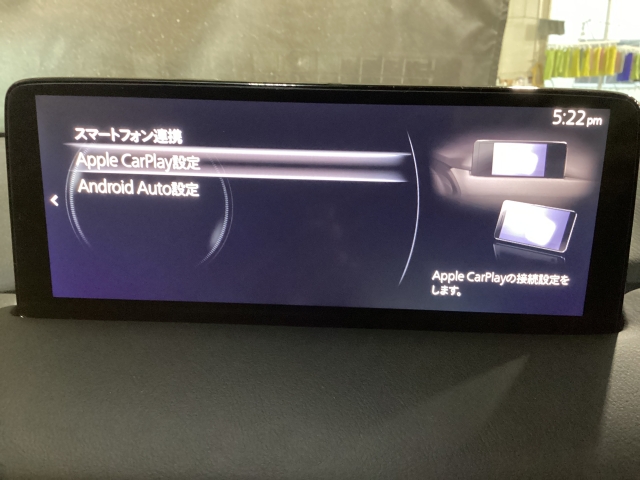 5:22pm
スマートフォン連携
Apple CarPlay設定
Android Auto設定
Apple CarPlayの接続設定を
します。